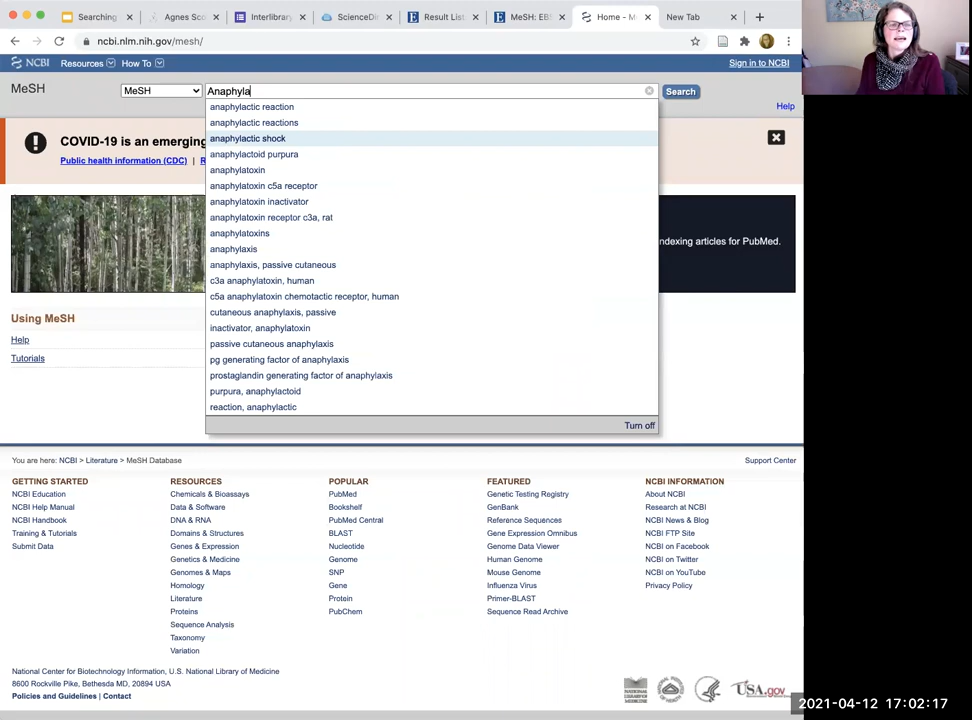 Searching
Agnes Sco
Interlibrary
ScienceDi
Result List
MeSH: EBS
Home - M
New Tab
ncbi.nlm.nih.gov/mesh/
NCBI Resources How To Sign in to NCBI
MeSH
MeSH
Anaphyla
Search
Help
anaphylactic reaction
anaphylactic reactions
anaphylactic shock
anaphylactoid purpura
anaphylatoxin
anaphylatoxin c5a receptor
anaphylatoxin inactivator
anaphylatoxin receptor c3a, rat
anaphylatoxins
anaphylaxis
anaphylaxis, passive cutaneous
c3a anaphylatoxin, human
c5a anaphylatoxin chemotactic receptor, human
cutaneous anaphylaxis, passive
inactivator, anaphylatoxin
passive cutaneous anaphylaxis
pg generating factor of anaphylaxis
prostaglandin generating factor of anaphylaxis
purpura, anaphylactoid
reaction, anaphylactic
Turn off
COVID-19 is an emerging
Public health information (CDC) | R
ndexing articles for PubMed.
Using MeSH
Help
Tutorials
You are here: NCBI > Literature > MeSH Database
Support Center
GETTING STARTED
NCBI Education
NCBI Help Manual
NCBI Handbook
Training & Tutorials
Submit Data
RESOURCES
Chemicals & Bioassays
Data & Software
DNA & RNA
Domains & Structures
Genes & Expression
Genetics & Medicine
Genomes & Maps
Homology
Literature
Proteins
Sequence Analysis
Taxonomy
Variation
POPULAR
PubMed
Bookshelf
PubMed Central
BLAST
Nucleotide
Genome
SNP
Gene
Protein
PubChem
FEATURED
Genetic Testing Registry
GenBank
Reference Sequences
Gene Expression Omnibus
Genome Data Viewer
Human Genome
Mouse Genome
Influenza Virus
Primer-BLAST
Sequence Read Archive
NCBI INFORMATION
About NCBI
Research at NCBI
NCBI News & Blog
NCBI FTP Site
NCBI on Facebook
NCBI on Twitter
NCBI on YouTube
Privacy Policy
National Center for Biotechnology Information, U.S. National Library of Medicine
8600 Rockville Pike, Bethesda MD, 20894 USA
Policies and Guidelines | Contact
USA.gov
2021-04-12 17:02:17